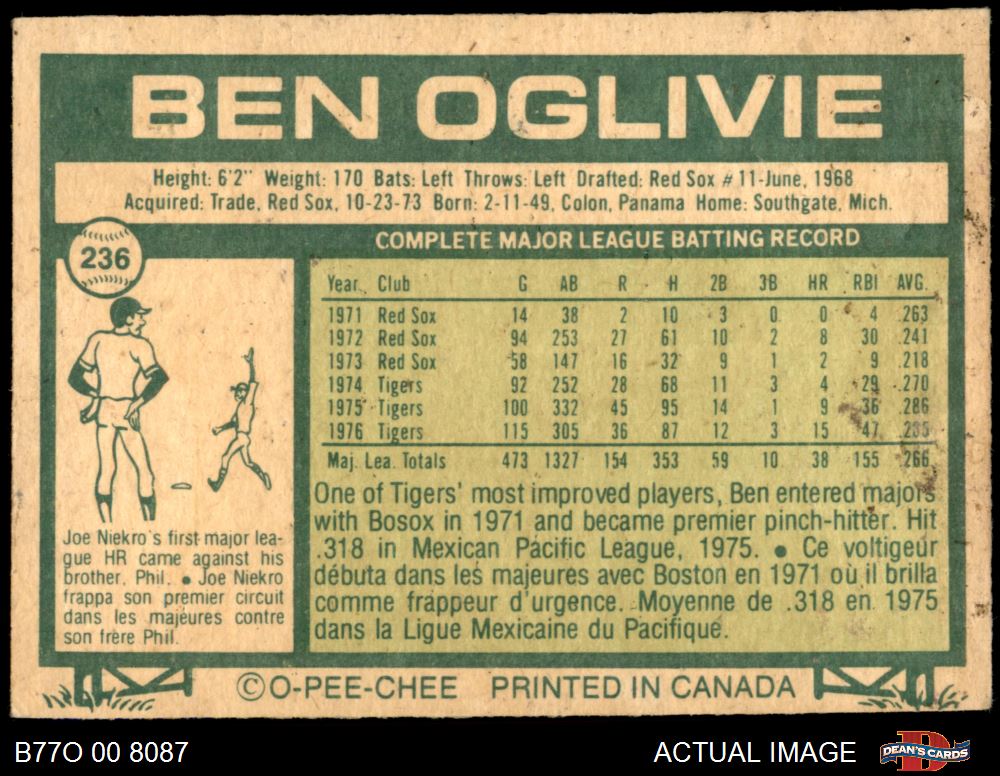 BEN OGLIVIE
Height: 6'2" Weight: 170 Bats: Left Throws: Left Drafted: Red Sox #11-June, 1968
Acquired: Trade, Red Sox, 10-23-73 Born: 2-11-49, Colon, Panama Home: Southgate, Mich.
236
COMPLETE MAJOR LEAGUE BATTING RECORD
Year Club G AB R H 2B 3B HR RBI AVG.
1971 Red Sox 14 38 2 10 3 0 0 4 .263
1972 Red Sox 94 253 27 61 10 2 8 30 .241
1973 Red Sox 58 147 16 32 9 1 2 9 .218
1974 Tigers 92 252 28 68 11 3 4 29 .270
1975 Tigers 100 332 45 95 14 1 9 36 .286
1976 Tigers 115 305 36 87 12 3 15 47 .285
Maj. Lea. Totals 473 1327 154 353 59 10 38 155 .266
One of Tigers' most improved players, Ben entered majors
with Bosox in 1971 and became premier pinch-hitter. Hit
.318 in Mexican Pacific League, 1975. ● Ce voltigeur
débuta dans les majeures avec Boston en 1971 où il brilla
comme frappeur d'urgence. Moyenne de .318 en 1975
dans la Ligue Mexicaine du Pacifique.
Joe Niekro's first major lea-
gue HR came against his
brother, Phil. ● Joe Niekro
frappa son premier circuit
dans les majeures contre
son frère Phil.
©O-PEE-CHEE PRINTED IN CANADA
B77O 00 8087
ACTUAL IMAGE
D
DEAN'S CARDS